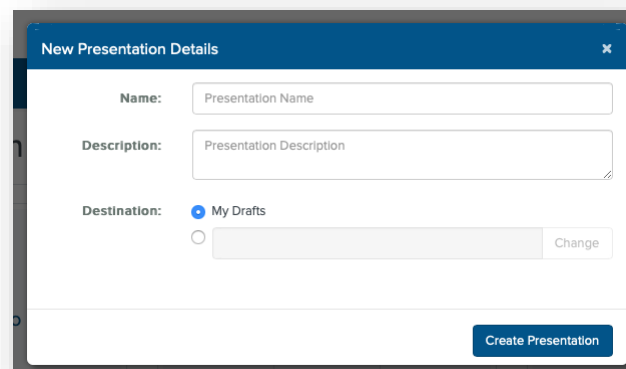 New Presentation Details ×
Name: Presentation Name
Description: Presentation Description
Destination: My Drafts
Change
Create Presentation